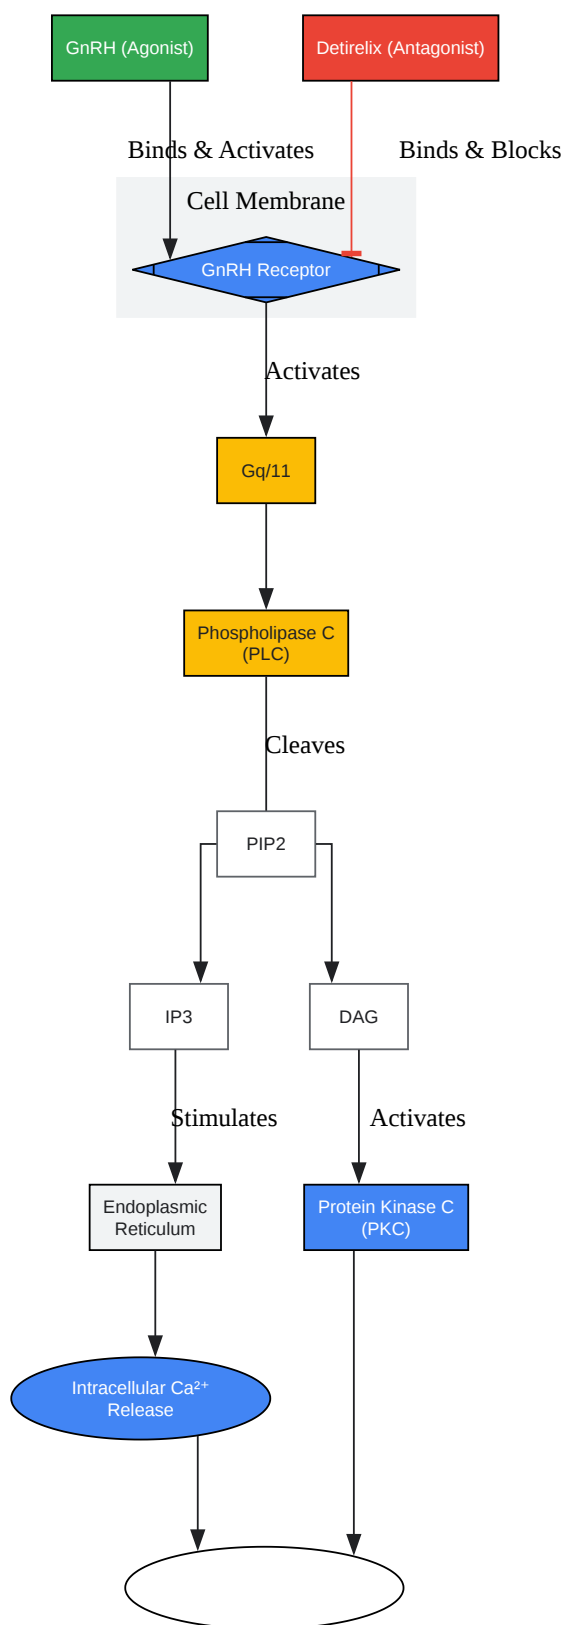 GnRH (Agonist)
Detirelix (Antagonist)
Binds & Activates
Binds & Blocks
Cell Membrane
GnRH Receptor
Activates
Gq/11
Phospholipase C
(PLC)
Cleaves
PIP2
IP3
DAG
Stimulates
Activates
Endoplasmic
Reticulum
Protein Kinase C
(PKC)
Intracellular Ca²⁺
Release